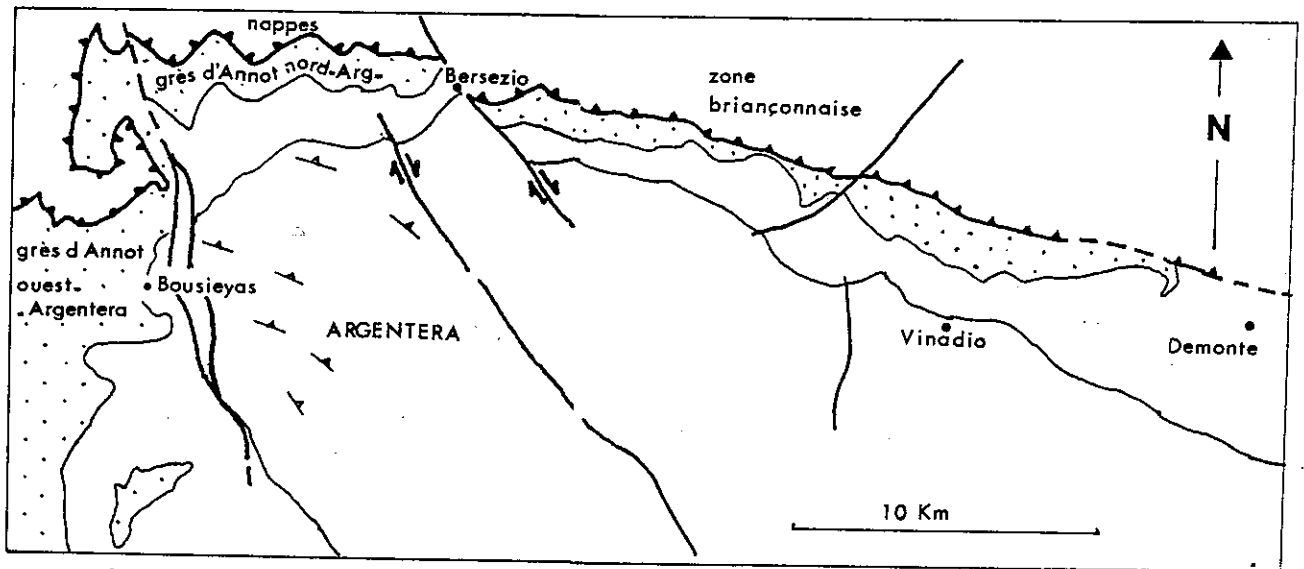 nappes
grès d'Annot nord-Arg-
Bersezio
zone
briançonnaise
N
grès d Annot
ouest-
Argentera
Bousieyas
ARGENTERA
Vinadio
Demonte
10 Km